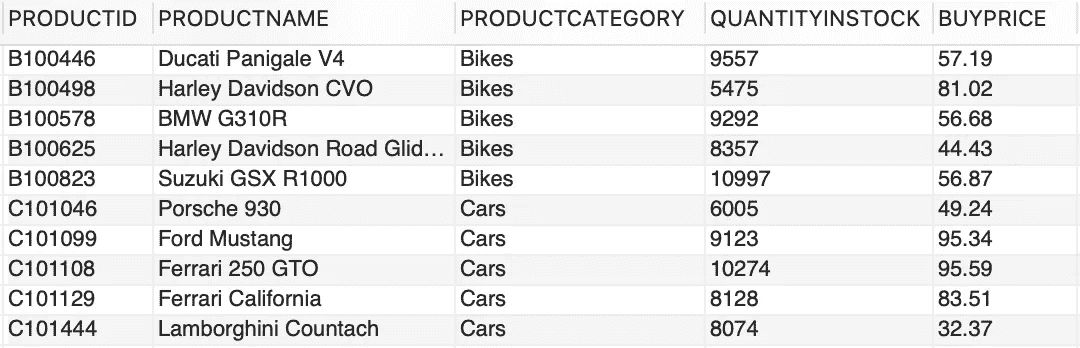 PRODUCTID PRODUCTNAME PRODUCTCATEGORY QUANTITYINSTOCK BUYPRICE
B100446 Ducati Panigale V4 Bikes 9557 57.19
B100498 Harley Davidson CVO Bikes 5475 81.02
B100578 BMW G310R Bikes 9292 56.68
B100625 Harley Davidson Road Glid... Bikes 8357 44.43
B100823 Suzuki GSX R1000 Bikes 10997 56.87
C101046 Porsche 930 Cars 6005 49.24
C101099 Ford Mustang Cars 9123 95.34
C101108 Ferrari 250 GTO Cars 10274 95.59
C101129 Ferrari California Cars 8128 83.51
C101444 Lamborghini Countach Cars 8074 32.37